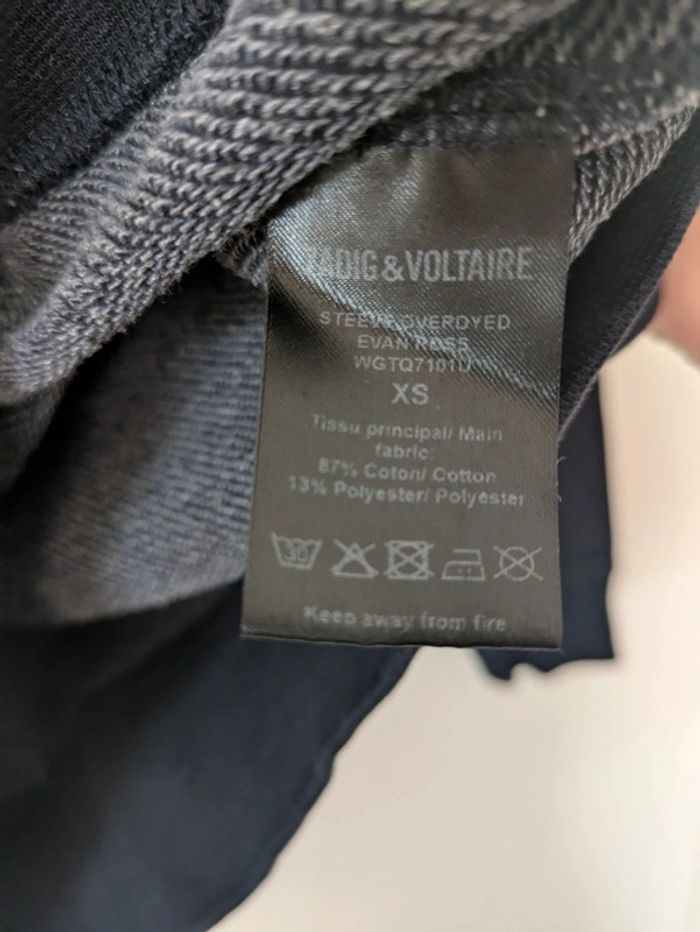 ZADIG & VOLTAIRE
STEEVE OVERDYED
EVAN ROSS
WGTQ7101U
XS
Tissu principal/ Main
fabric:
87% Coton/ Cotton
13% Polyester/ Polyester
30
Keep away from fire